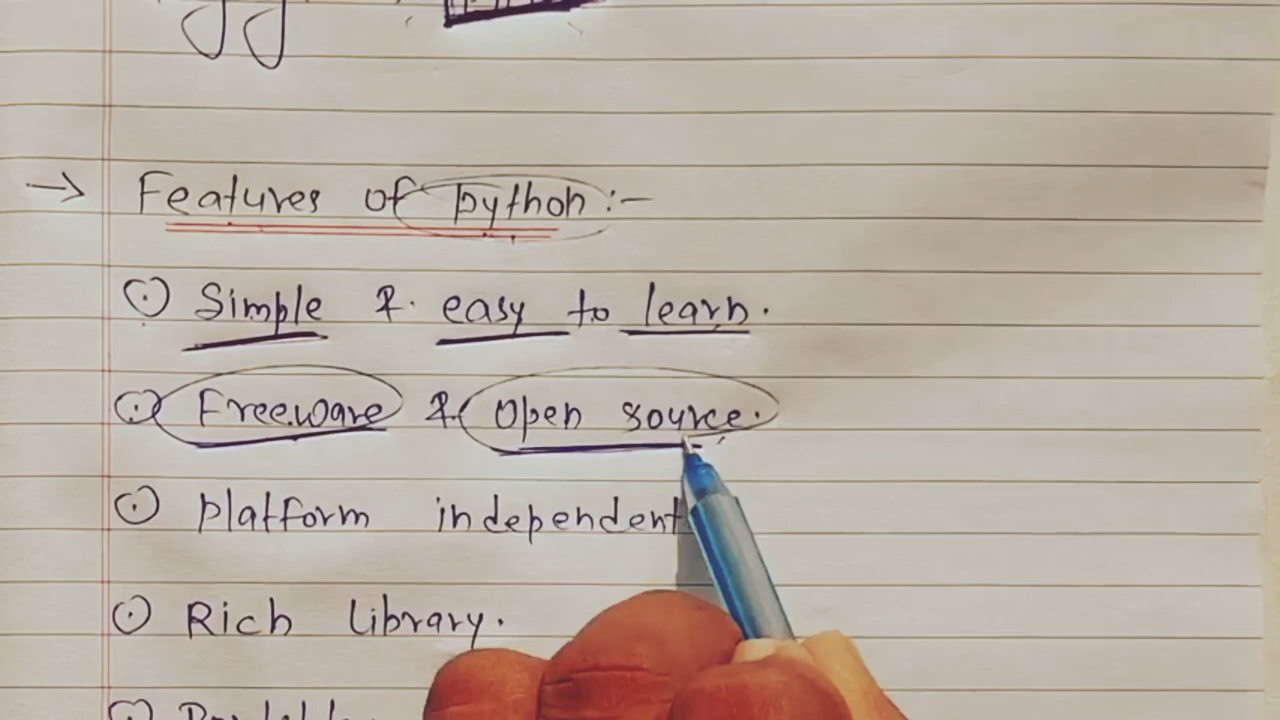 → Features of python :-
⊙ Simple & easy to learn.
⊙ Freeware & Open source.
⊙ platform independent
⊙ Rich library.